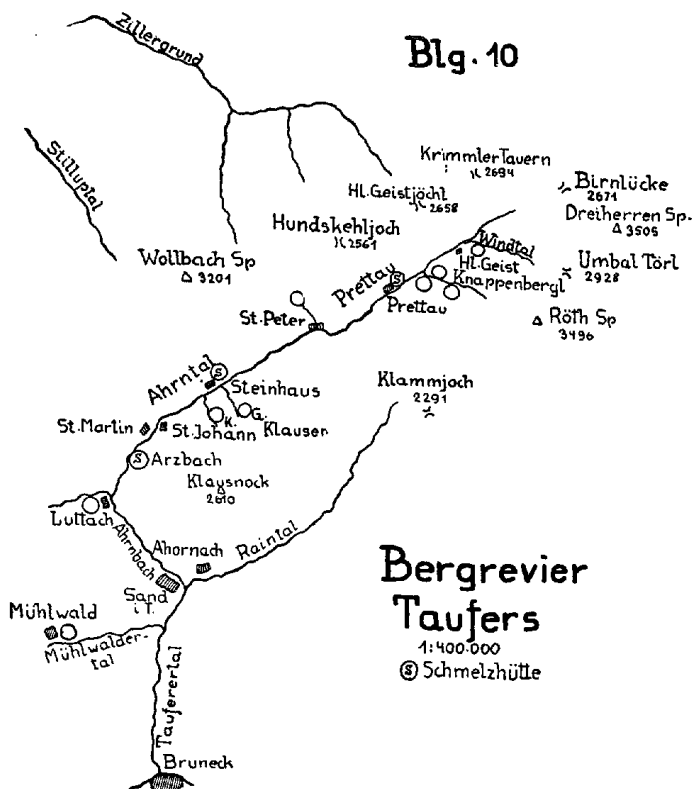 Blg. 10
Zillergrund
Stilluptal
Krimmler Tauern
2694
Birnlücke
2671
Hl. Geistjöchl
2658
Dreiherren Sp.
3505
Hundskehljoch
2561
Windtal
Wollbach Sp
3201
Hl. Geist
Umbal Törl
2928
Knappenbergl
Prettau
S
Prettau
Röth Sp
3496
St. Peter
Ahrntal
S
Steinhaus
Klammjoch
2291
K.
G.
Klauser
St. Martin
St. Johann
S
Arzbach
Klausnock
2610
Luttach
Ahrnbach
Ahornach
Raintal
Sand
i T.
Bergrevier
Taufers
1:400.000
S Schmelzhütte
Mühlwald
Mühlwalder-
tal
Tauferertal
Bruneck